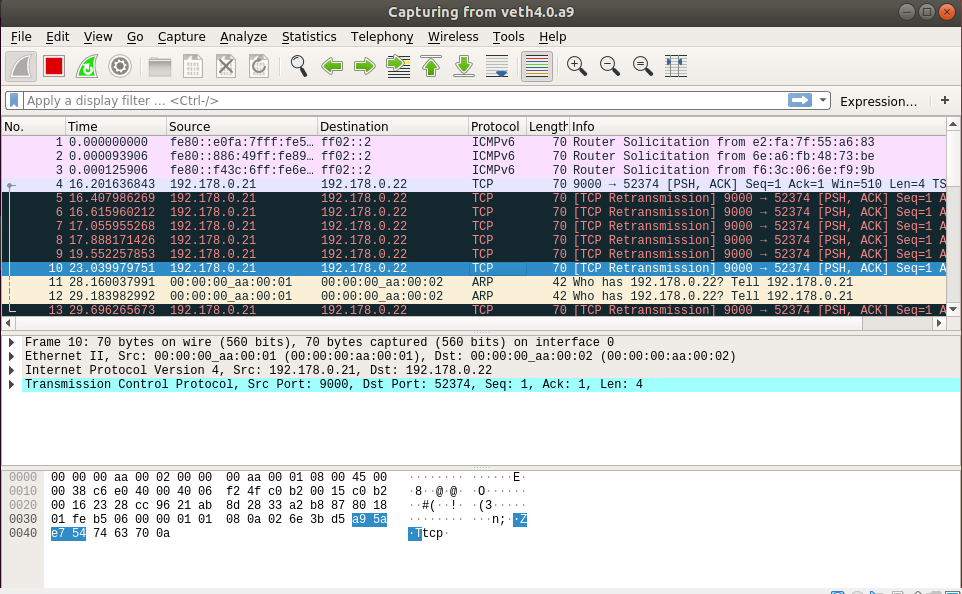 Capturing from veth4.0.a9
File Edit View Go Capture Analyze Statistics Telephony Wireless Tools Help
Apply a display filter … <Ctrl-/> Expression… +
No. Time Source Destination Protocol Length Info
1 0.000000000 fe80::e0fa:7fff:fe5… ff02::2 ICMPv6 70 Router Solicitation from e2:fa:7f:55:a6:83
2 0.000093906 fe80::886:49ff:fe89… ff02::2 ICMPv6 70 Router Solicitation from 6e:a6:fb:48:73:be
3 0.000125906 fe80::f43c:6ff:fe6e… ff02::2 ICMPv6 70 Router Solicitation from f6:3c:06:6e:f9:9b
4 16.201636843 192.178.0.21 192.178.0.22 TCP 70 9000 → 52374 [PSH, ACK] Seq=1 Ack=1 Win=510 Len=4 TS
5 16.407986269 192.178.0.21 192.178.0.22 TCP 70 [TCP Retransmission] 9000 → 52374 [PSH, ACK] Seq=1 A
6 16.615960212 192.178.0.21 192.178.0.22 TCP 70 [TCP Retransmission] 9000 → 52374 [PSH, ACK] Seq=1 A
7 17.055955268 192.178.0.21 192.178.0.22 TCP 70 [TCP Retransmission] 9000 → 52374 [PSH, ACK] Seq=1 A
8 17.888171426 192.178.0.21 192.178.0.22 TCP 70 [TCP Retransmission] 9000 → 52374 [PSH, ACK] Seq=1 A
9 19.552257853 192.178.0.21 192.178.0.22 TCP 70 [TCP Retransmission] 9000 → 52374 [PSH, ACK] Seq=1 A
10 23.039979751 192.178.0.21 192.178.0.22 TCP 70 [TCP Retransmission] 9000 → 52374 [PSH, ACK] Seq=1 A
11 28.160037991 00:00:00_aa:00:01 00:00:00_aa:00:02 ARP 42 Who has 192.178.0.22? Tell 192.178.0.21
12 29.183982992 00:00:00_aa:00:01 00:00:00_aa:00:02 ARP 42 Who has 192.178.0.22? Tell 192.178.0.21
13 29.696265673 192.178.0.21 192.178.0.22 TCP 70 [TCP Retransmission] 9000 → 52374 [PSH, ACK] Seq=1 A
Frame 10: 70 bytes on wire (560 bits), 70 bytes captured (560 bits) on interface 0
Ethernet II, Src: 00:00:00_aa:00:01 (00:00:00:aa:00:01), Dst: 00:00:00_aa:00:02 (00:00:00:aa:00:02)
Internet Protocol Version 4, Src: 192.178.0.21, Dst: 192.178.0.22
Transmission Control Protocol, Src Port: 9000, Dst Port: 52374, Seq: 1, Ack: 1, Len: 4
0000 00 00 00 aa 00 02 00 00 00 aa 00 01 08 00 45 00 ········ ······E·
0010 00 38 c6 e0 40 00 40 06 f2 4f c0 b2 00 15 c0 b2 ·8··@·@· ·O······
0020 00 16 23 28 cc 96 21 ab 8d 28 33 a2 b8 87 80 18 ··#(··!· ·(3·····
0030 01 fe b5 06 00 00 01 01 08 0a 02 6e 3b d5 a9 5a ········ ···n;··Z
0040 e7 54 74 63 70 0a ·Ttcp·